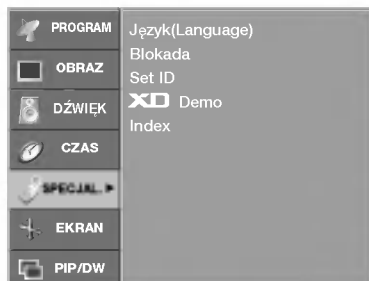 PROGRAM
OBRAZ
DŹWIĘK
CZAS
SPECJAL. ►
EKRAN
PIP/DW
Język(Language)
Blokada
Set ID
XD Demo
Index